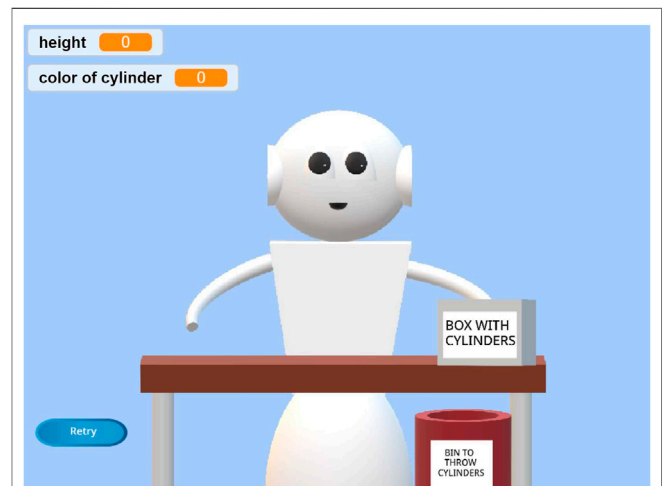 height 0
color of cylinder 0
BOX WITH
CYLINDERS
Retry
BIN TO
THROW
CYLINDERS